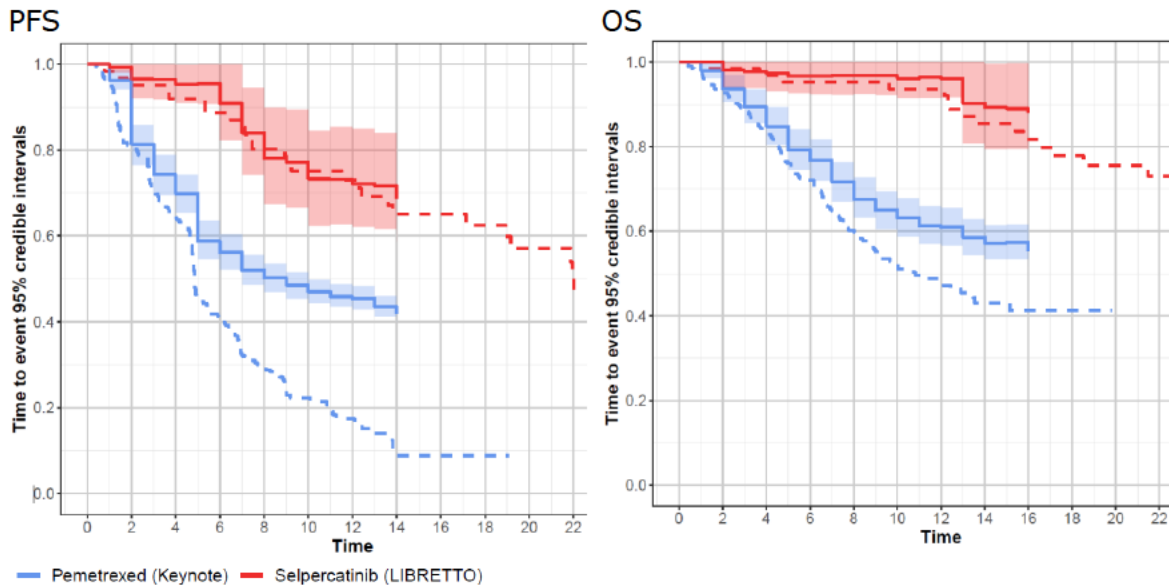 PFS
Time to event 95% credible intervals
1.0
0.8
0.6
0.4
0.2
0.0
0 2 4 6 8 10 12 14 16 18 20 22
Time
OS
Time to event 95% credible intervals
1.0
0.8
0.6
0.4
0.2
0.0
0 2 4 6 8 10 12 14 16 18 20 22
Time
Pemetrexed (Keynote) Selpercatinib (LIBRETTO)